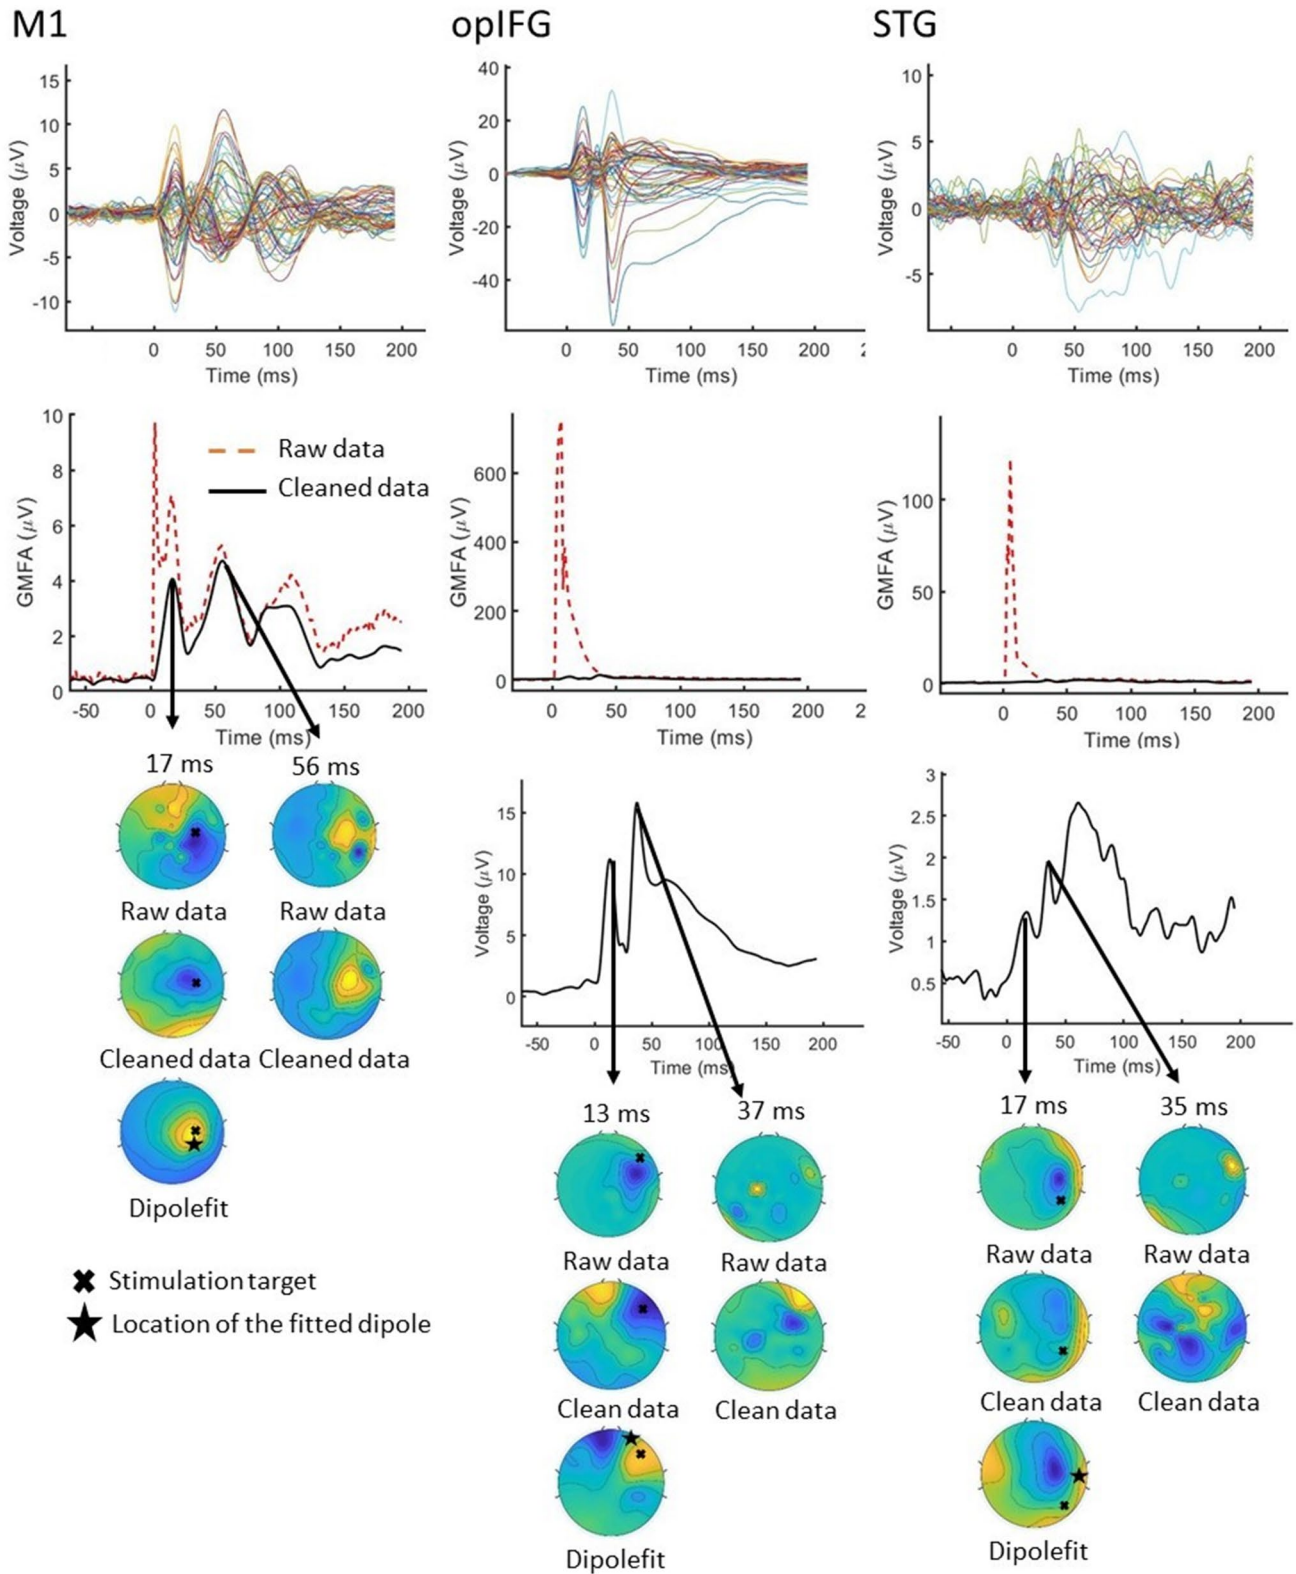 M1
opIFG
STG
15
10
5
0
-5
-10
Voltage (μV)
0 50 100 150 200
Time (ms)
40
20
0
-20
-40
Voltage (μV)
0 50 100 150 200
Time (ms)
10
5
0
-5
Voltage (μV)
0 50 100 150 200
Time (ms)
10
8
6
4
2
0
GMFA (μV)
Raw data
Cleaned data
-50 0 50 100 150 200
Time (ms)
600
400
200
0
GMFA (μV)
0 50 100 150 200 2
Time (ms)
100
50
0
GMFA (μV)
0 50 100 150 200
Time (ms)
17 ms
56 ms
Raw data
Raw data
Cleaned data
Cleaned data
Dipolefit
Stimulation target
Location of the fitted dipole
15
10
5
0
Voltage (μV)
-50 0 50 100 150 200
Time (ms)
13 ms
37 ms
Raw data
Raw data
Clean data
Clean data
Dipolefit
3
2.5
2
1.5
1
0.5
Voltage (μV)
-50 0 50 100 150 200
Time (ms)
17 ms
35 ms
Raw data
Raw data
Clean data
Clean data
Dipolefit